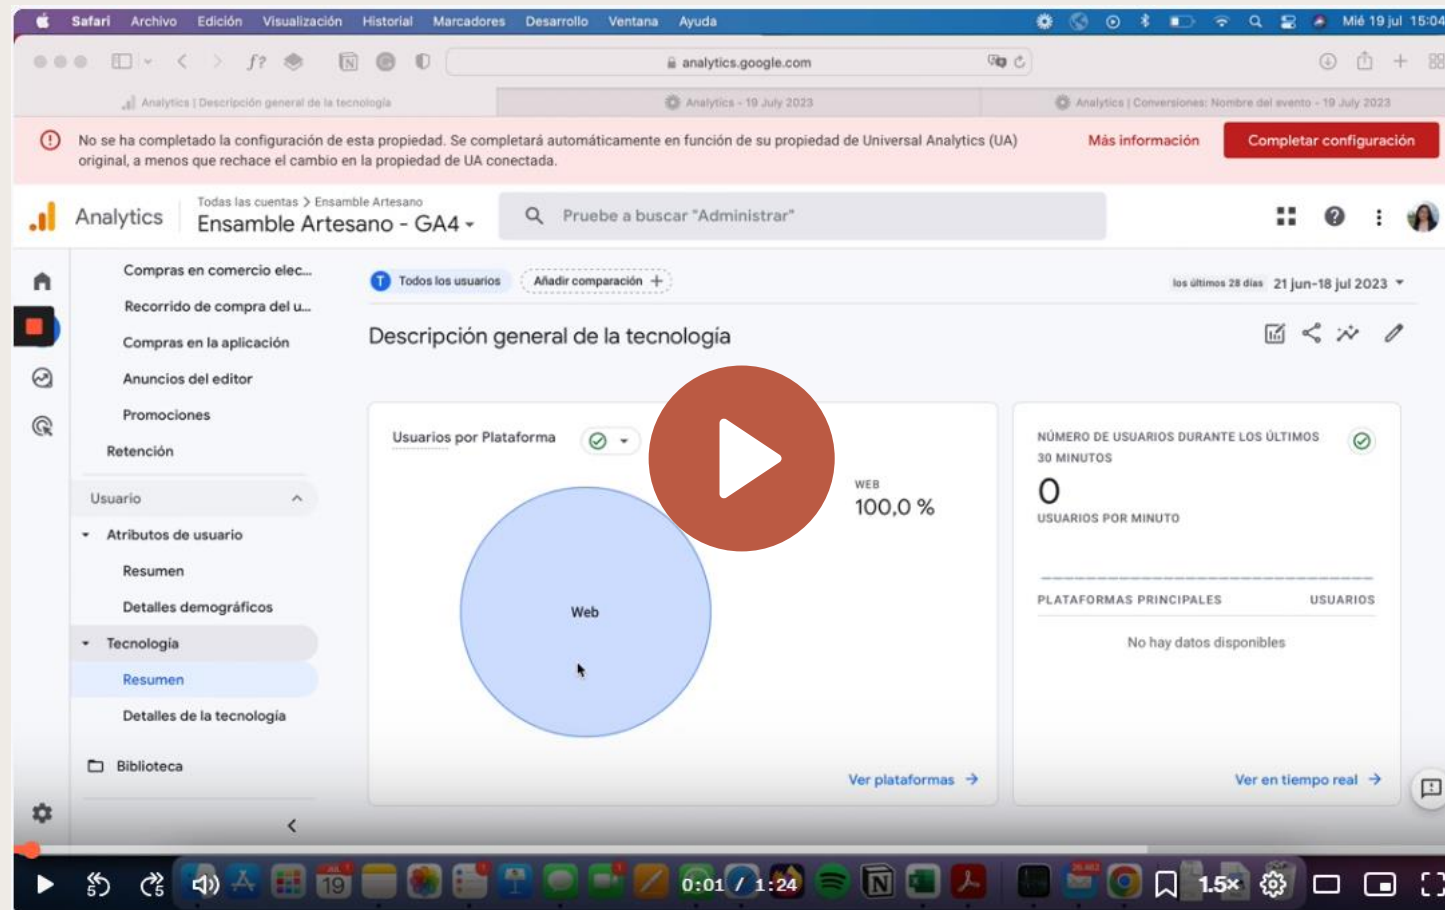 Safari Archivo Edición Visualización Historial Marcadores Desarrollo Ventana Ayuda Mié 19 jul 15:04
analytics.google.com
Analytics | Descripción general de la tecnología
Analytics - 19 July 2023
Analytics | Conversiones: Nombre del evento - 19 July 2023
No se ha completado la configuración de esta propiedad. Se completará automáticamente en función de su propiedad de Universal Analytics (UA)
original, a menos que rechace el cambio en la propiedad de UA conectada.
Más información
Completar configuración
Analytics
Todas las cuentas > Ensamble Artesano
Ensamble Artesano - GA4
Pruebe a buscar "Administrar"
Compras en comercio elec...
Recorrido de compra del u...
Compras en la aplicación
Anuncios del editor
Promociones
Retención
Usuario
Atributos de usuario
Resumen
Detalles demográficos
Tecnología
Resumen
Detalles de la tecnología
Biblioteca
T Todos los usuarios
Añadir comparación +
los últimos 28 días 21 jun-18 jul 2023
Descripción general de la tecnología
Usuarios por Plataforma
WEB
100,0 %
Web
Ver plataformas
NÚMERO DE USUARIOS DURANTE LOS ÚLTIMOS
30 MINUTOS
0
USUARIOS POR MINUTO
PLATAFORMAS PRINCIPALES USUARIOS
No hay datos disponibles
Ver en tiempo real
5 5 19 0:01 / 1:24 1.5×